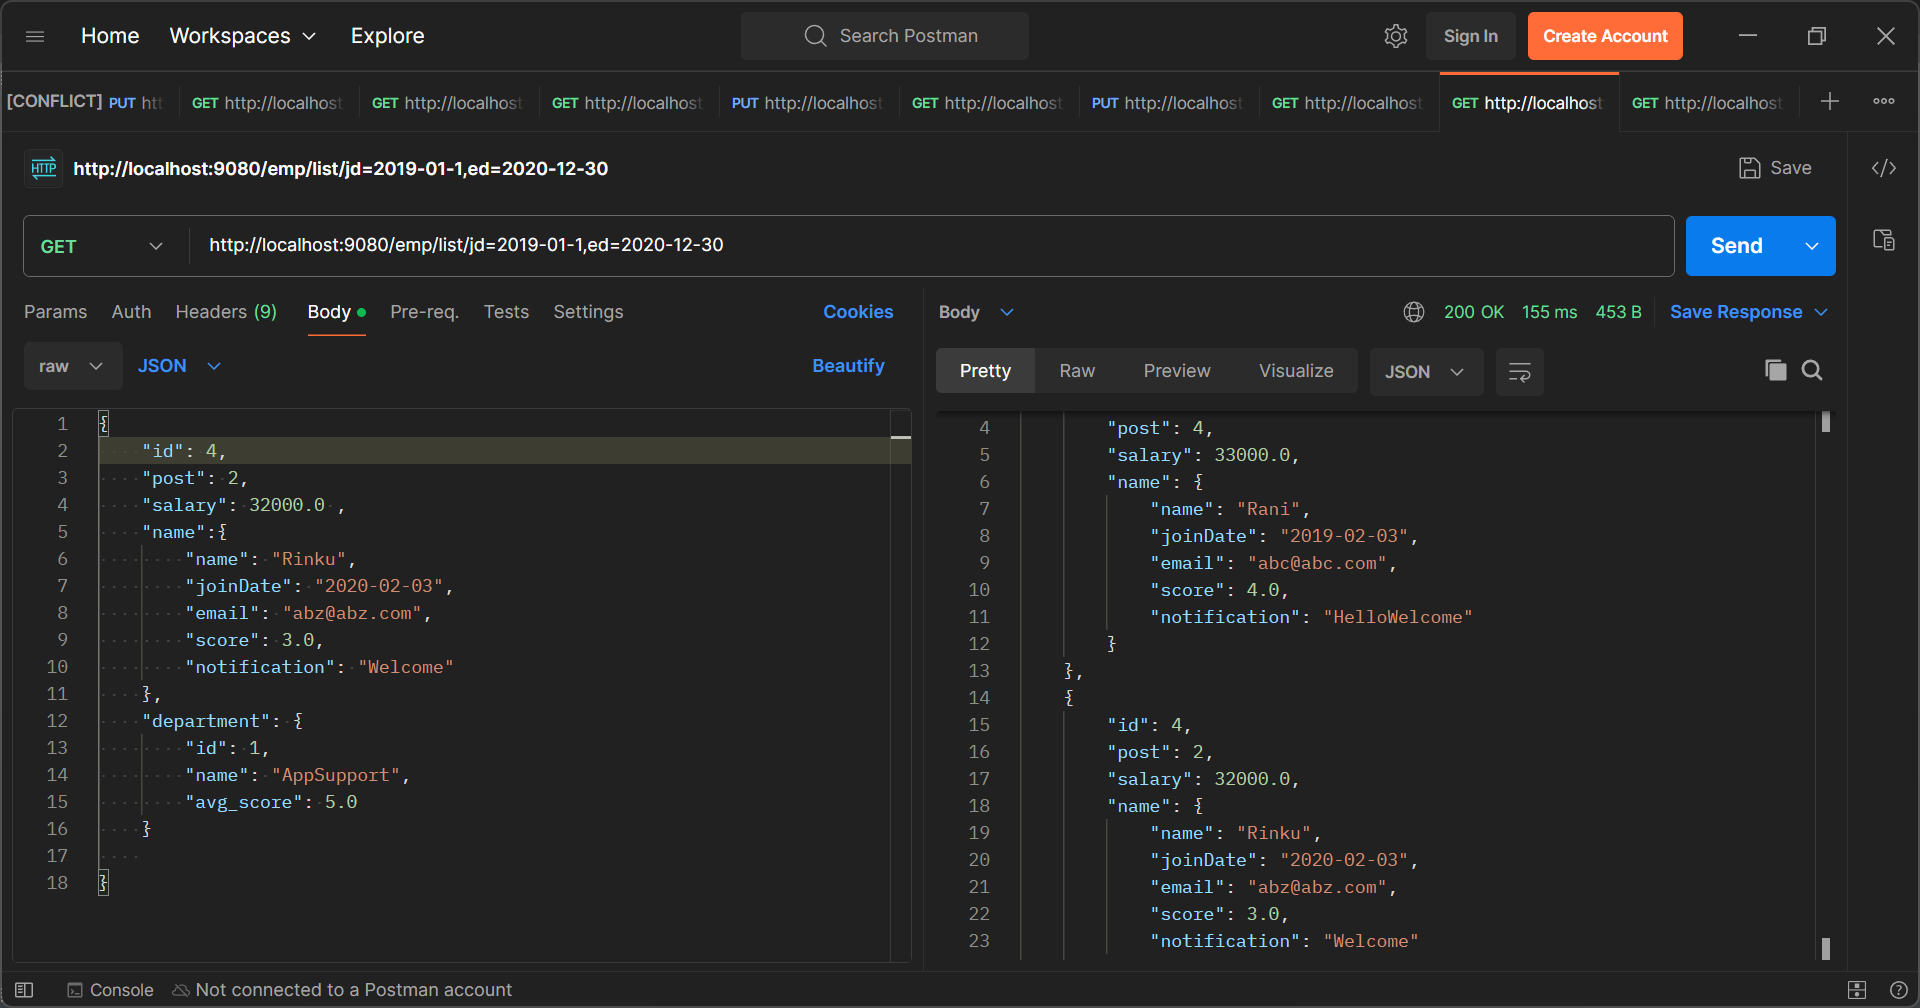 Home Workspaces Explore Search Postman Sign In Create Account
[CONFLICT] PUT htt GET http://localhost GET http://localhost GET http://localhost PUT http://localhost GET http://localhost PUT http://localhost GET http://localhost GET http://localhost GET http://localhost
HTTP http://localhost:9080/emp/list/jd=2019-01-1,ed=2020-12-30 Save
GET http://localhost:9080/emp/list/jd=2019-01-1,ed=2020-12-30 Send
Params Auth Headers (9) Body Pre-req. Tests Settings Cookies
raw JSON Beautify
1 {
2 "id": 4,
3 "post": 2,
4 "salary": 32000.0 ,
5 "name":{
6 "name": "Rinku",
7 "joinDate": "2020-02-03",
8 "email": "abz@abz.com",
9 "score": 3.0,
10 "notification": "Welcome"
11 },
12 "department": {
13 "id": 1,
14 "name": "AppSupport",
15 "avg_score": 5.0
16 }
17
18 }
Body 200 OK 155 ms 453 B Save Response
Pretty Raw Preview Visualize JSON
4 "post": 4,
5 "salary": 33000.0,
6 "name": {
7 "name": "Rani",
8 "joinDate": "2019-02-03",
9 "email": "abc@abc.com",
10 "score": 4.0,
11 "notification": "HelloWelcome"
12 }
13 },
14 {
15 "id": 4,
16 "post": 2,
17 "salary": 32000.0,
18 "name": {
19 "name": "Rinku",
20 "joinDate": "2020-02-03",
21 "email": "abz@abz.com",
22 "score": 3.0,
23 "notification": "Welcome"
Console Not connected to a Postman account